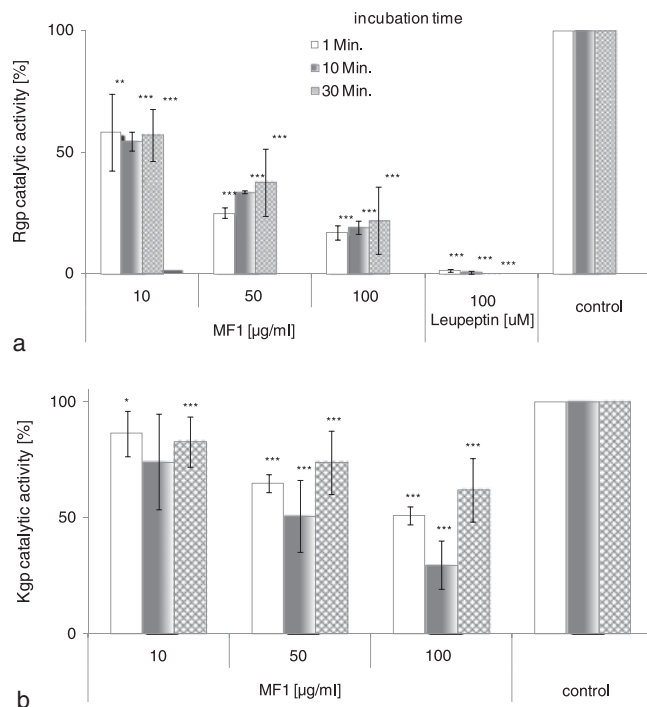 incubation time
1 Min.
10 Min.
30 Min.
Rgp catalytic activity [%]
100
50
0
** *** ***
*** *** ***
*** *** ***
*** *** ***
10 50 100 100 control
MF1 [µg/ml] Leupeptin [uM]
a
Kgp catalytic activity [%]
100
50
0
* ***
*** *** ***
*** *** ***
10 50 100 control
MF1 [µg/ml]
b